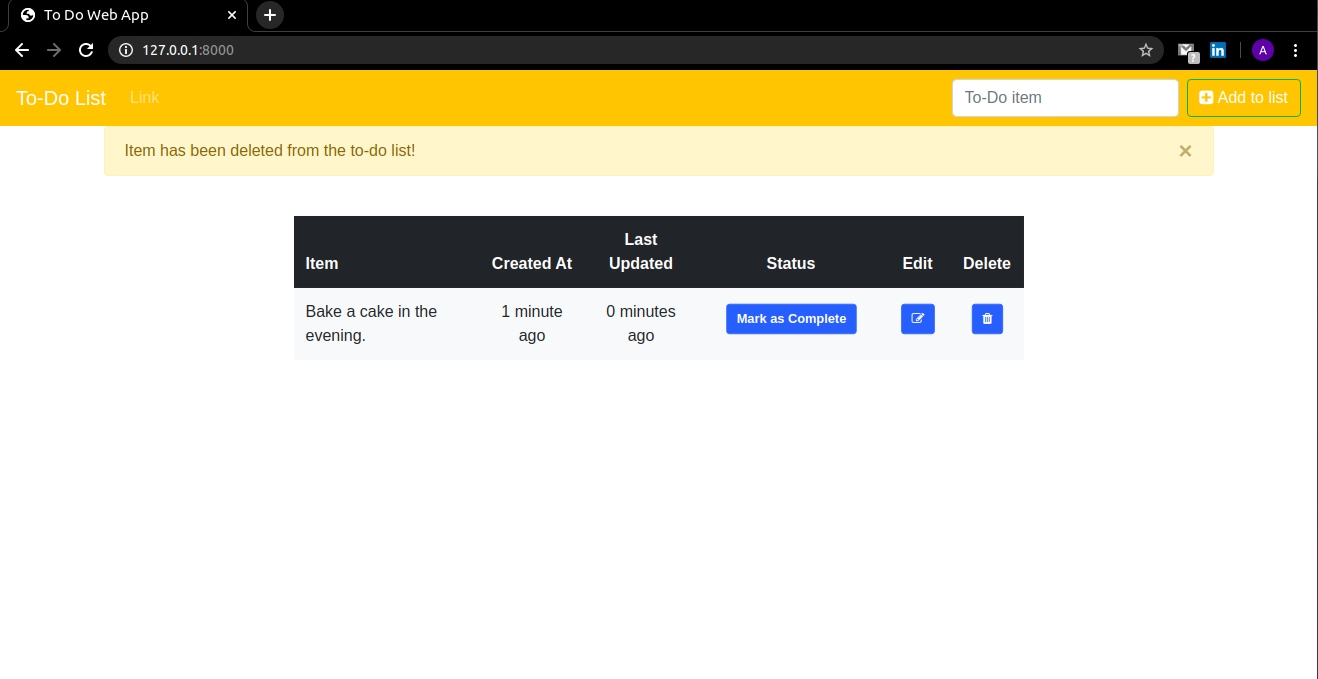 To Do Web App
127.0.0.1:8000
To-Do List Link To-Do item Add to list
Item has been deleted from the to-do list!
Item Created At Last Updated Status Edit Delete
Bake a cake in the evening. 1 minute ago 0 minutes ago Mark as Complete
A
in
?